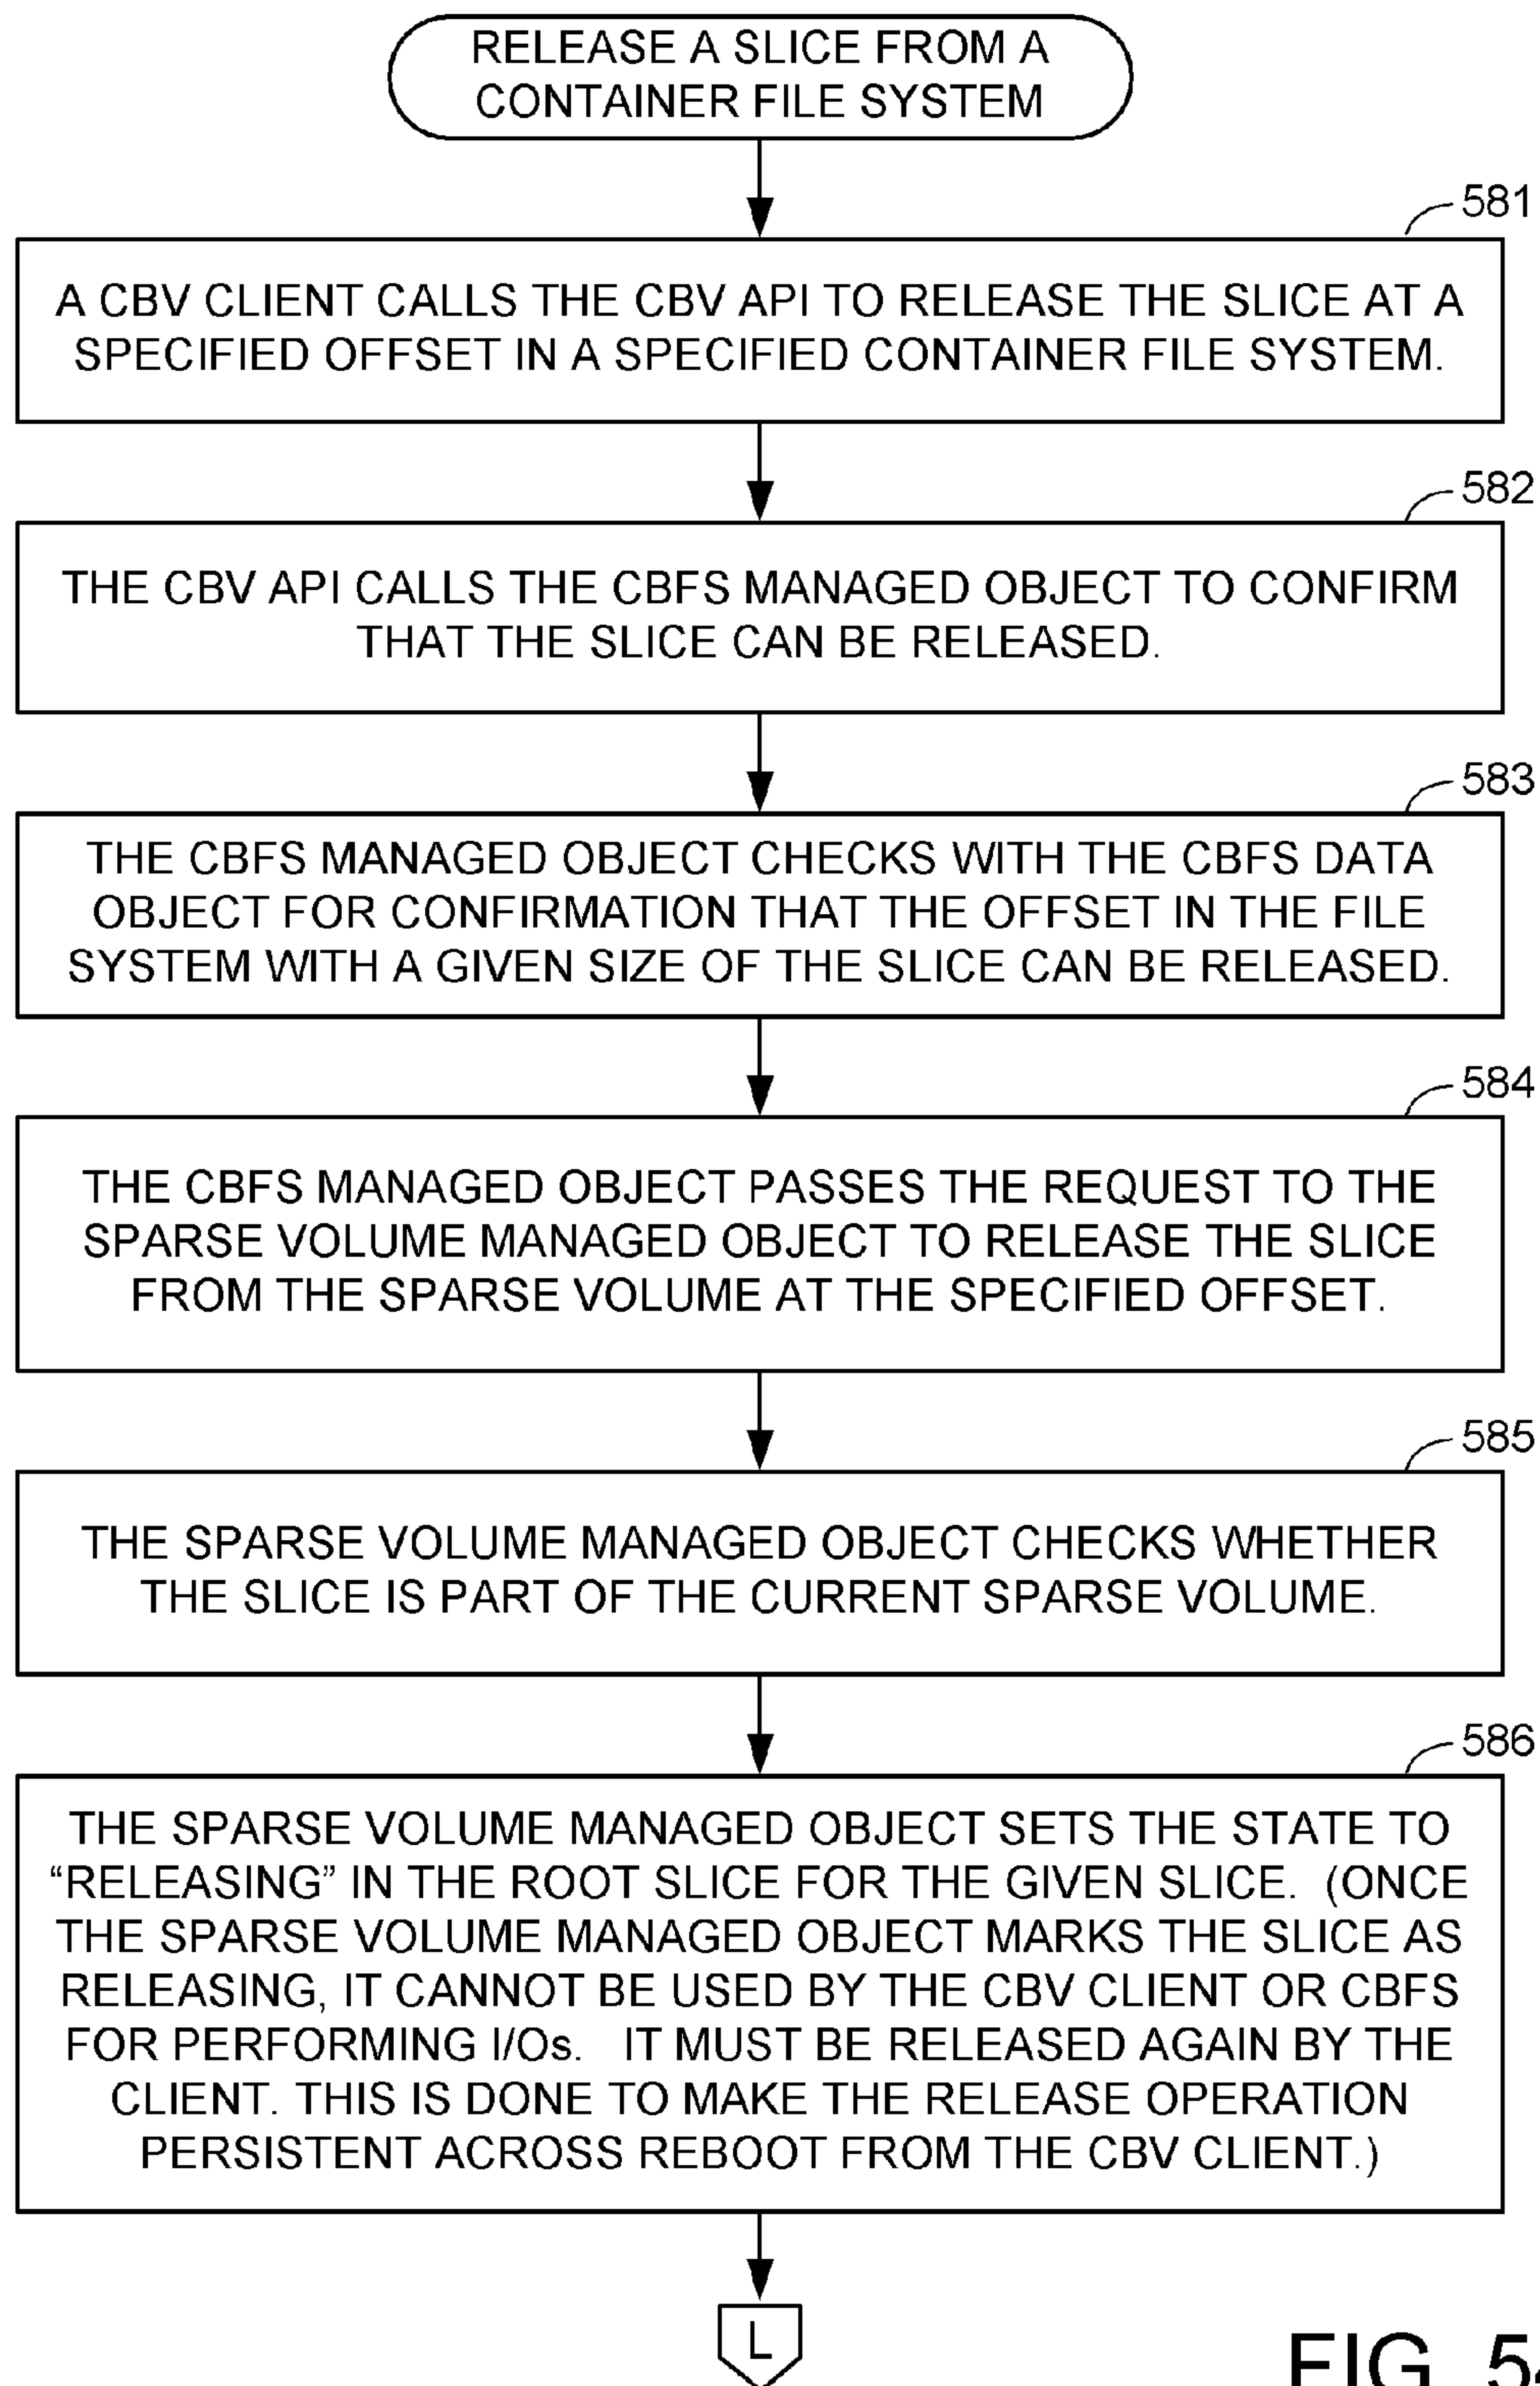 RELEASE A SLICE FROM A
CONTAINER FILE SYSTEM
581
A CBV CLIENT CALLS THE CBV API TO RELEASE THE SLICE AT A
SPECIFIED OFFSET IN A SPECIFIED CONTAINER FILE SYSTEM.
582
THE CBV API CALLS THE CBFS MANAGED OBJECT TO CONFIRM
THAT THE SLICE CAN BE RELEASED.
583
THE CBFS MANAGED OBJECT CHECKS WITH THE CBFS DATA
OBJECT FOR CONFIRMATION THAT THE OFFSET IN THE FILE
SYSTEM WITH A GIVEN SIZE OF THE SLICE CAN BE RELEASED.
584
THE CBFS MANAGED OBJECT PASSES THE REQUEST TO THE
SPARSE VOLUME MANAGED OBJECT TO RELEASE THE SLICE
FROM THE SPARSE VOLUME AT THE SPECIFIED OFFSET.
585
THE SPARSE VOLUME MANAGED OBJECT CHECKS WHETHER
THE SLICE IS PART OF THE CURRENT SPARSE VOLUME.
586
THE SPARSE VOLUME MANAGED OBJECT SETS THE STATE TO
“RELEASING” IN THE ROOT SLICE FOR THE GIVEN SLICE. (ONCE
THE SPARSE VOLUME MANAGED OBJECT MARKS THE SLICE AS
RELEASING, IT CANNOT BE USED BY THE CBV CLIENT OR CBFS
FOR PERFORMING I/Os. IT MUST BE RELEASED AGAIN BY THE
CLIENT. THIS IS DONE TO MAKE THE RELEASE OPERATION
PERSISTENT ACROSS REBOOT FROM THE CBV CLIENT.)
L
FIG.